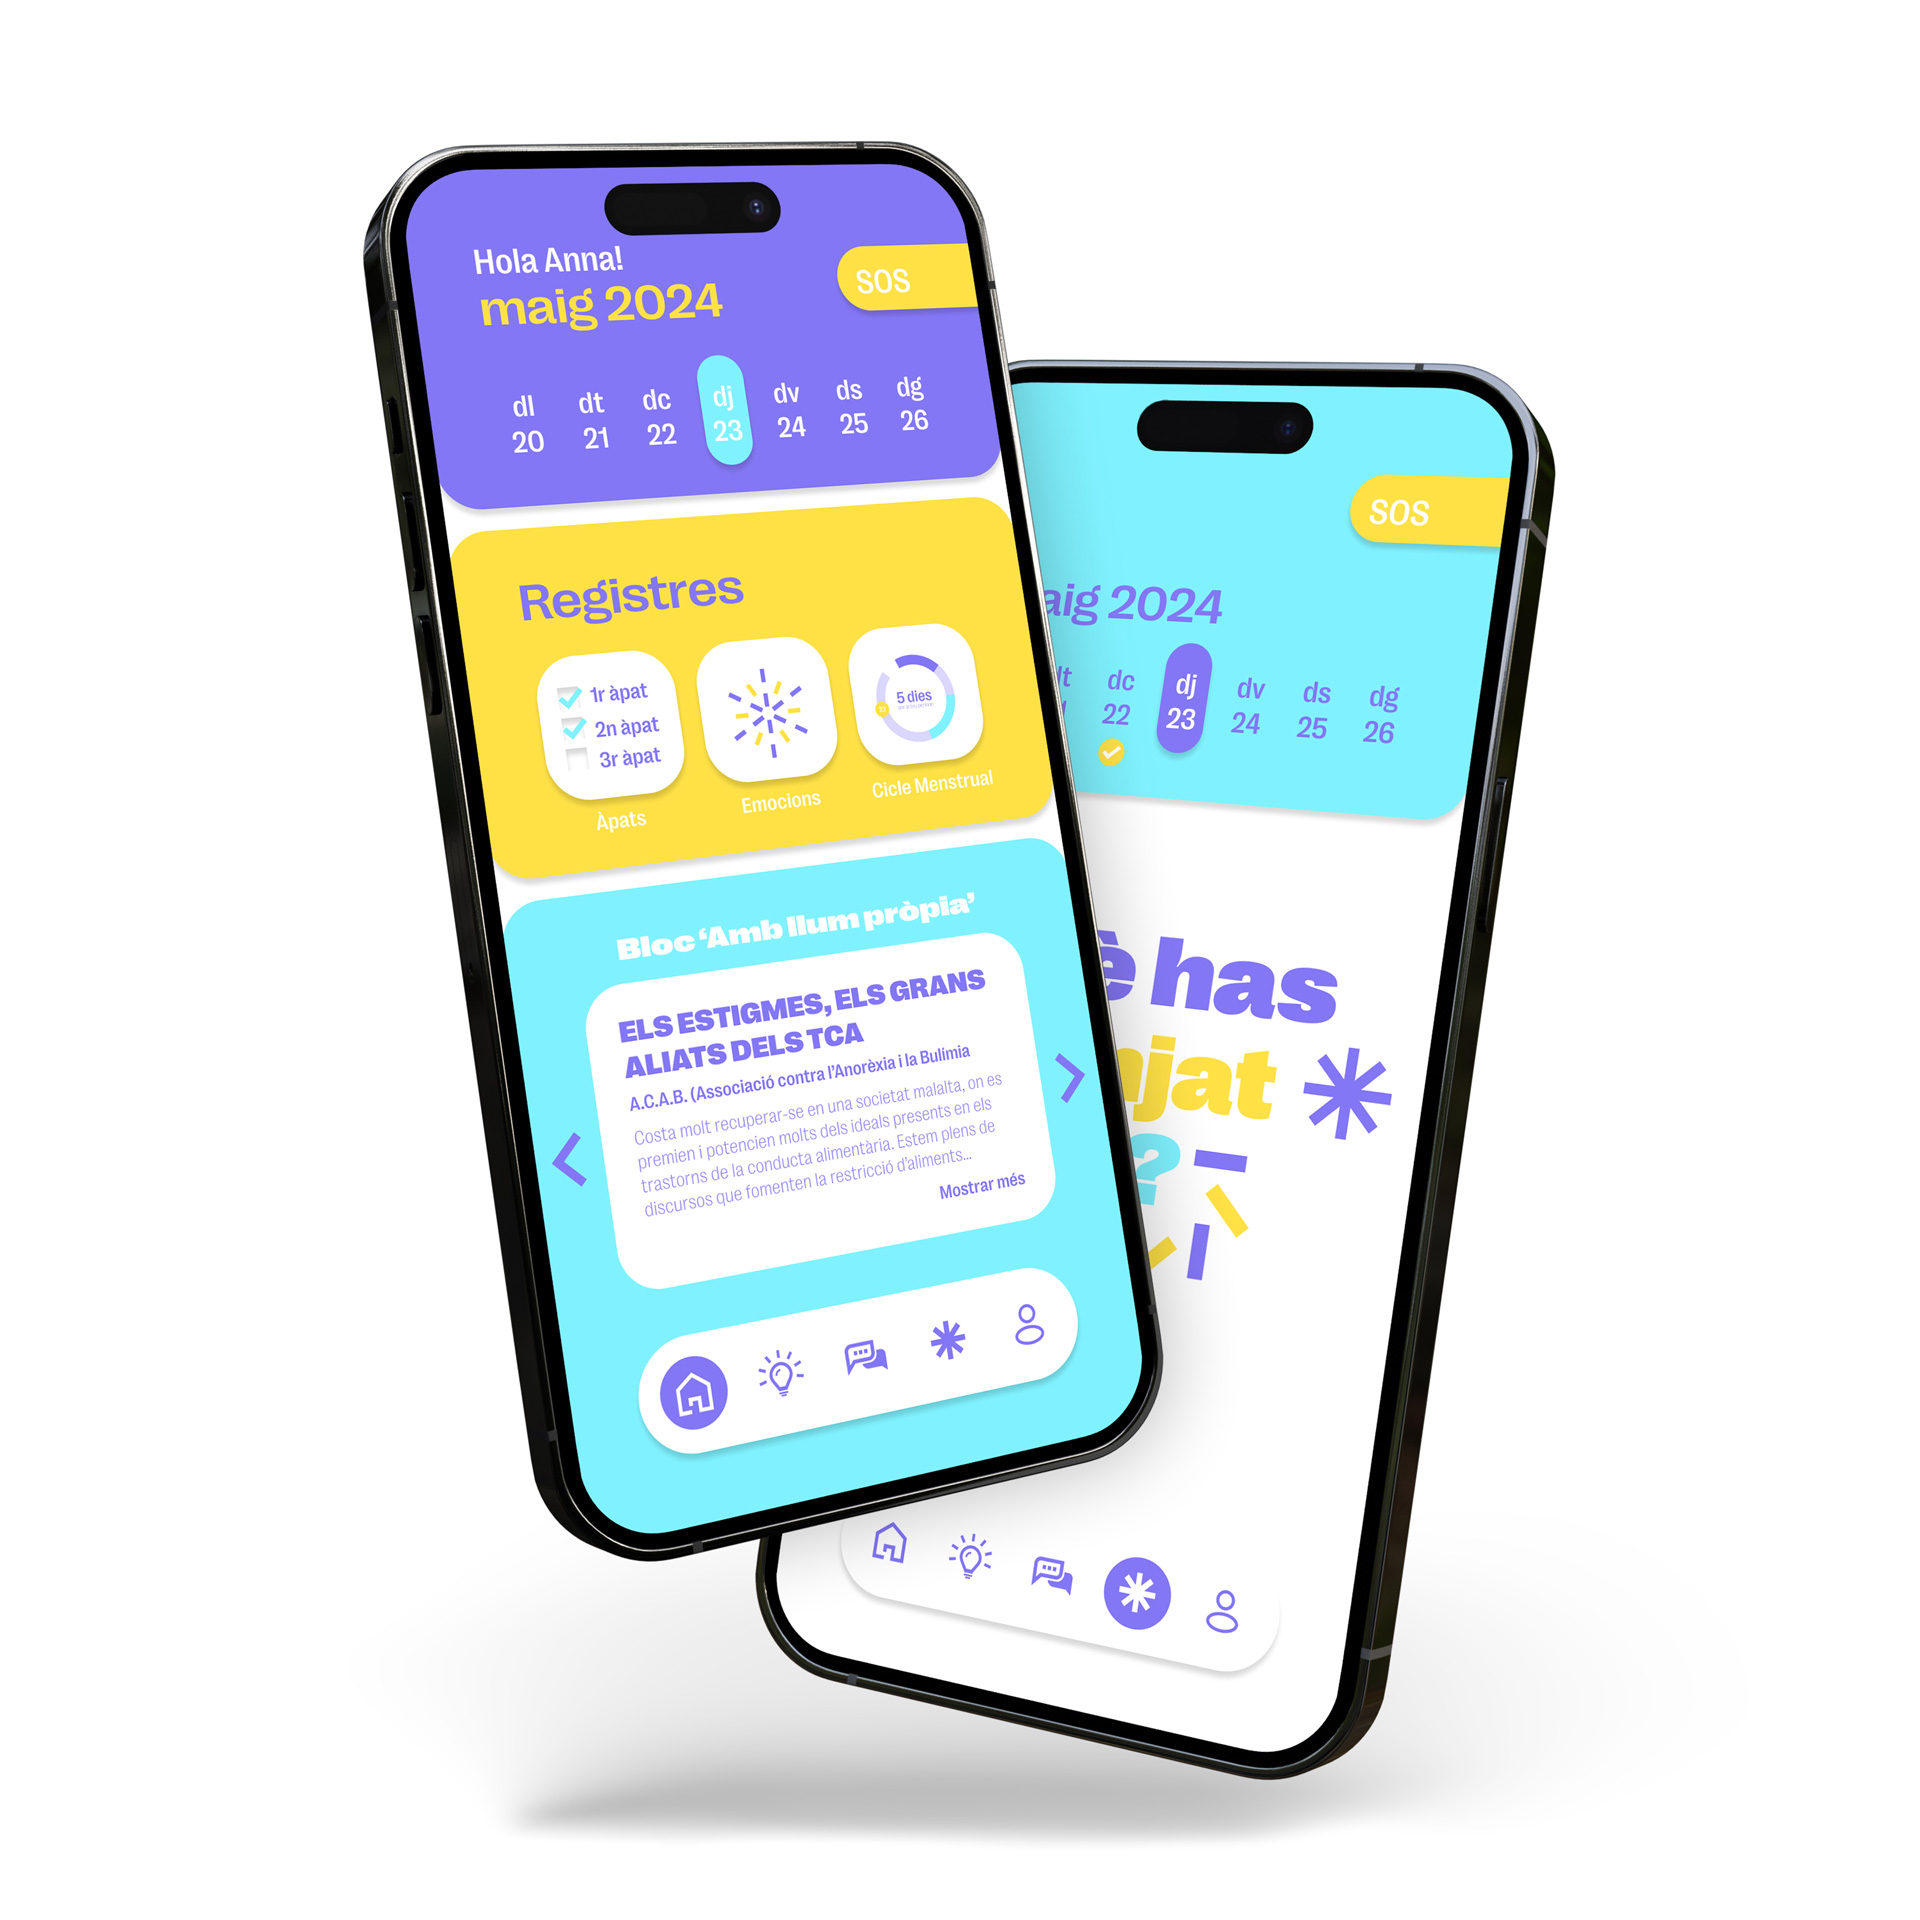 Hola Anna!
maig 2024
SOS
dl dt dc dj dv ds dg
20 21 22 23 24 25 26
Registres
1r àpat
2n àpat
3r àpat
5 dies
Àpats
Emocions
Cicle Menstrual
Bloc ‘Amb llum pròpia’
ELS ESTIGMES, ELS GRANS
ALIATS DELS TCA
A.C.A.B. (Associació contra l’Anorèxia i la Bulímia
Costa molt recuperar-se en una societat malalta, on es
premien i potencien molts dels ideals presents en els
trastorns de la conducta alimentària. Estem plens de
discursos que fomenten la restricció d’aliments...
Mostrar més
SOS
aig 2024
dc dj dv ds dg
22 23 24 25 26
è has
jat
?